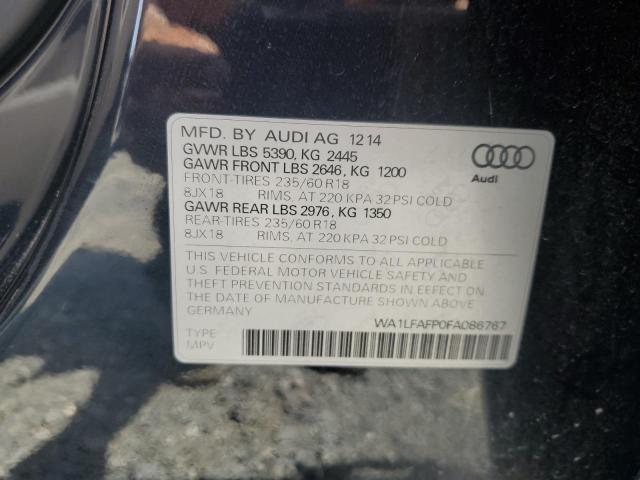 MFD. BY AUDI AG 1214
GVWR LBS 5390, KG 2445
GAWR FRONT LBS 2646, KG 1200
FRONT-TIRES 235/60 R18
8JX18 RIMS, AT 220 KPA 32 PSI COLD
GAWR REAR LBS 2976, KG 1350
REAR-TIRES 235/60 R18
8JX18 RIMS, AT 220 KPA 32 PSI COLD
Audi
THIS VEHICLE CONFORMS TO ALL APPLICABLE
U.S. FEDERAL MOTOR VEHICLE SAFETY AND
THEFT PREVENTION STANDARDS IN EFFECT ON
THE DATE OF MANUFACTURE SHOWN ABOVE.
GERMANY
WA1LFAFP0FA086767
TYPE
MPV